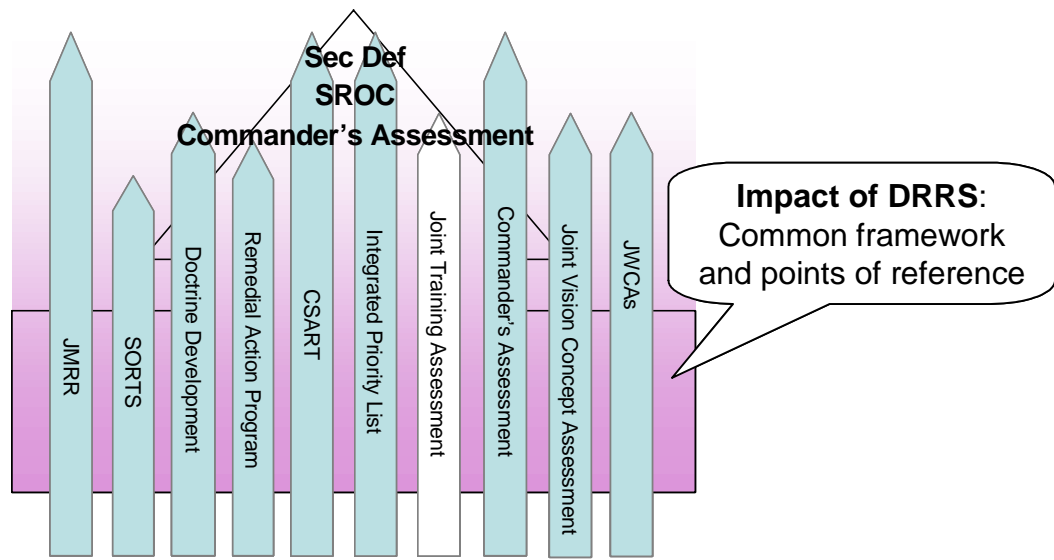 Sec Def
SROC
Commander’s Assessment
JMRR
SORTS
Doctrine Development
Remedial Action Program
CSART
Integrated Priority List
Joint Training Assessment
Commander’s Assessment
Joint Vision Concept Assessment
JWCAs
Impact of DRRS:
Common framework
and points of reference